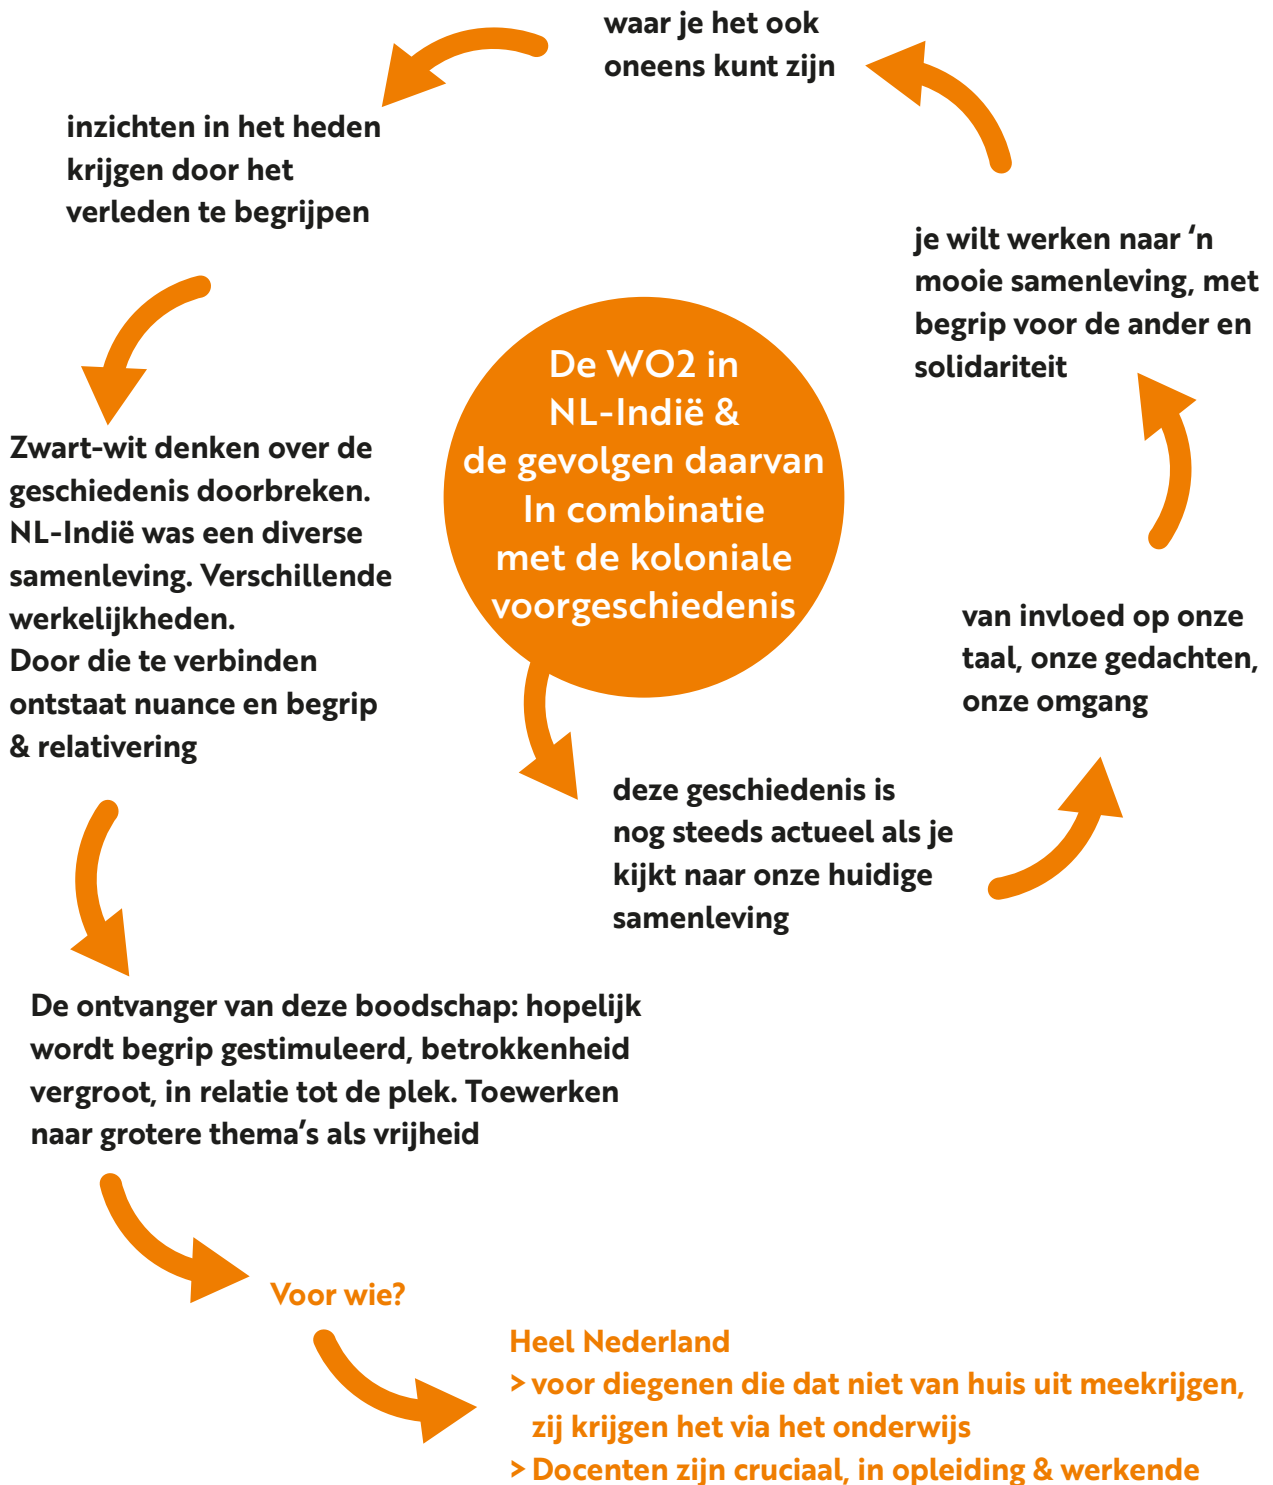 De WO2 in
NL-Indië &
de gevolgen daarvan
In combinatie
met de koloniale
voorgeschiedenis
deze geschiedenis is
nog steeds actueel als je
kijkt naar onze huidige
samenleving
van invloed op onze
taal, onze gedachten,
onze omgang
je wilt werken naar ‘n
mooie samenleving, met
begrip voor de ander en
solidariteit
waar je het ook
oneens kunt zijn
inzichten in het heden
krijgen door het
verleden te begrijpen
Zwart-wit denken over de
geschiedenis doorbreken.
NL-Indië was een diverse
samenleving. Verschillende
werkelijkheden.
Door die te verbinden
ontstaat nuance en begrip
& relativering
De ontvanger van deze boodschap: hopelijk
wordt begrip gestimuleerd, betrokkenheid
vergroot, in relatie tot de plek. Toewerken
naar grotere thema’s als vrijheid
Voor wie?
Heel Nederland
> voor diegenen die dat niet van huis uit meekrijgen,
zij krijgen het via het onderwijs
> Docenten zijn cruciaal, in opleiding & werkende